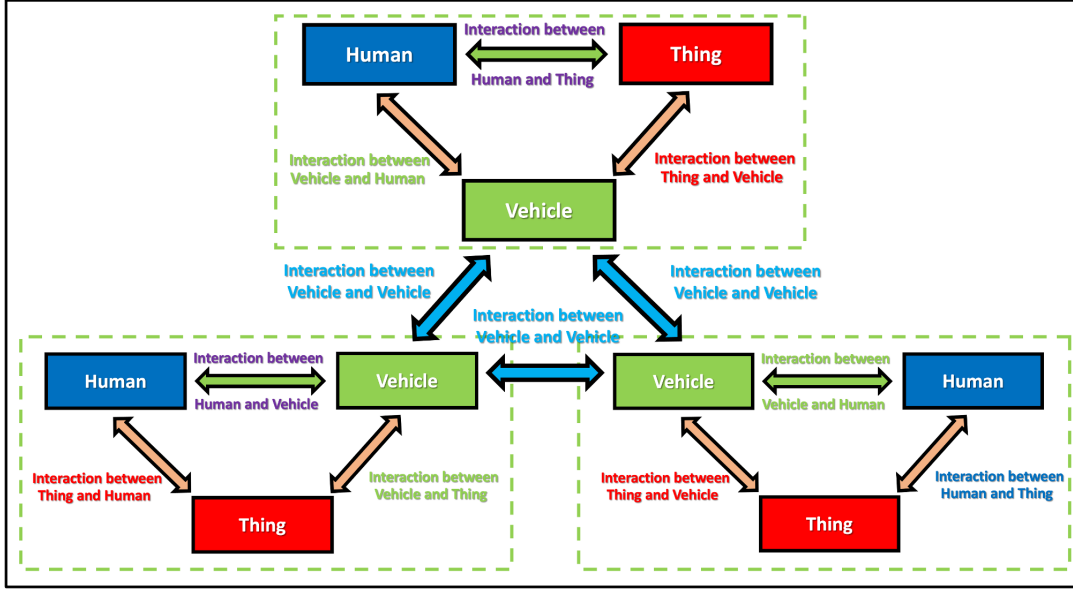 Interaction between
Human
Thing
Human and Thing
Interaction between
Vehicle and Human
Interaction between
Thing and Vehicle
Vehicle
Interaction between
Vehicle and Vehicle
Interaction between
Vehicle and Vehicle
Interaction between
Vehicle and Vehicle
Interaction between
Human
Vehicle
Human and Vehicle
Interaction between
Thing and Human
Interaction between
Vehicle and Thing
Thing
Interaction between
Vehicle
Human
Vehicle and Human
Interaction between
Thing and Vehicle
Interaction between
Human and Thing
Thing